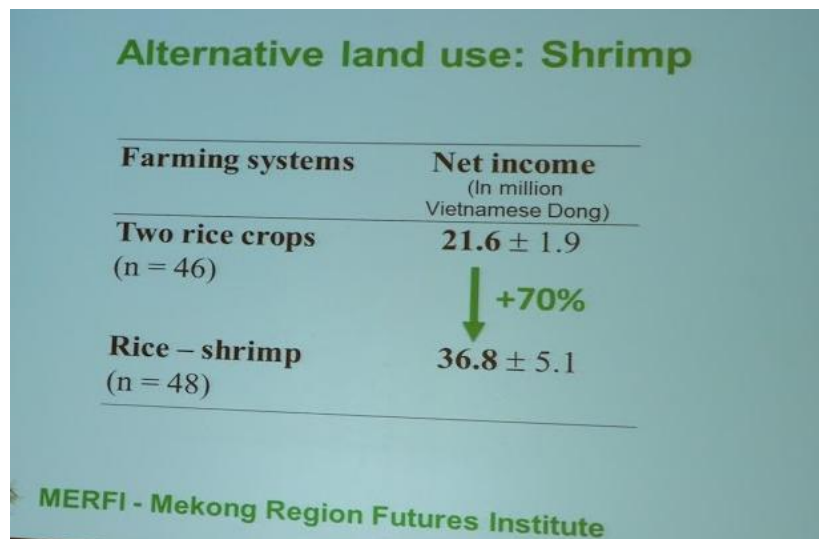 Alternative land use: Shrimp
Farming systems Net income
(In million
Vietnamese Dong)
Two rice crops 21.6 ± 1.9
(n = 46)
+70%
Rice – shrimp 36.8 ± 5.1
(n = 48)
MERFI - Mekong Region Futures Institute